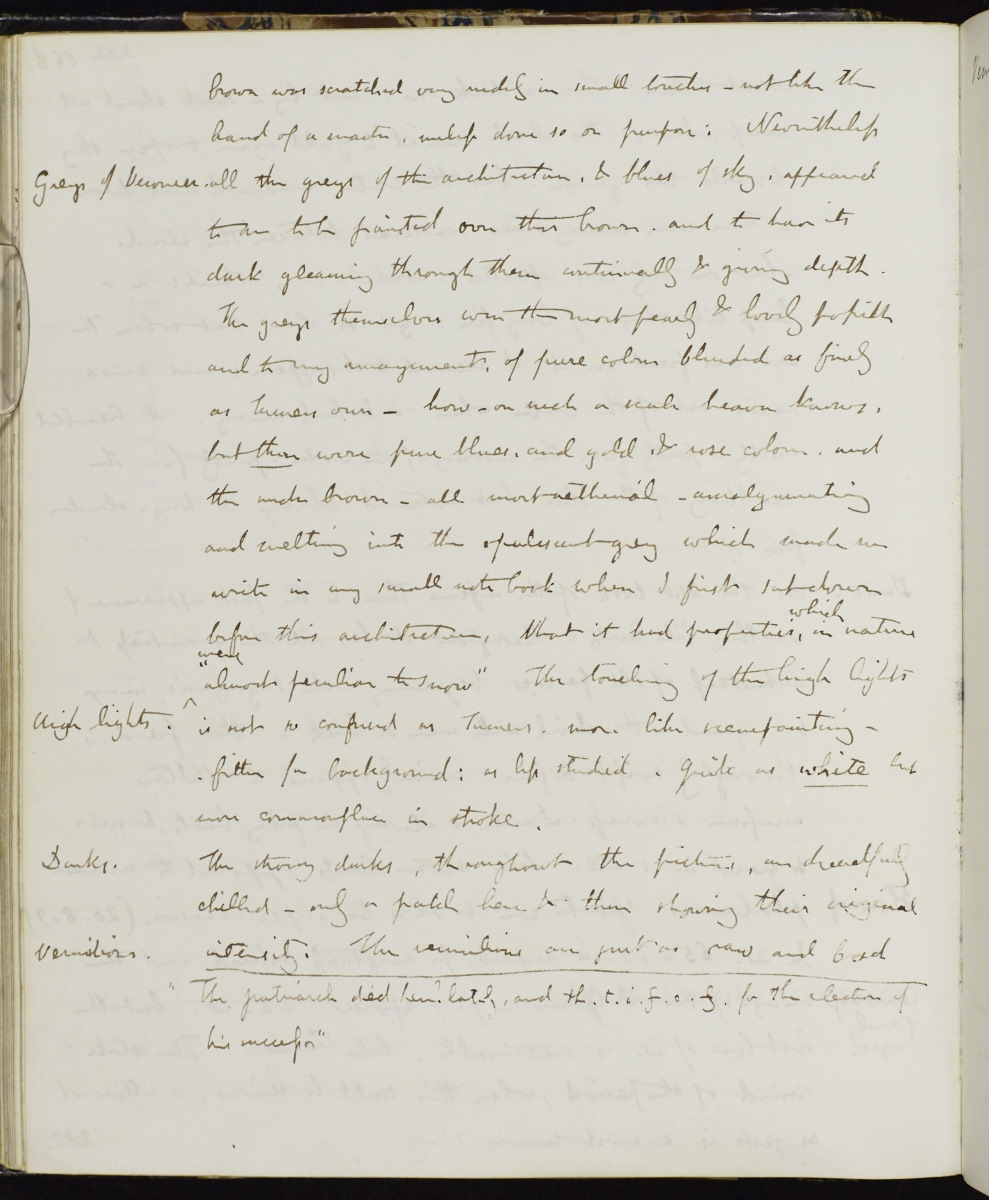 brown was scratched very rudely in small touches - not like the
hand of a master, unless done so on purpose: Nevertheless
Greys of Veronese. all the greys of the architecture, & blues of sky, appeared
to me to be painted over this brown. and to have its
dark gleaming through them continually & giving depth.
The greys themselves were the most pearly & lovely possible
and to my amazement, of pure colour blended as finely
as Turners own - how - on such a scale heaven knows,
but there were pure blues, and gold & rose colour. and
the under brown - all most aetherial - amalgamating
and melting into the opalescent grey which made me
write in my small note book when I first sat down
before this architecture, that it had properties, which in nature
were
"almost peculiar to snow" The touching of the high lights
High lights. ^ is not so confused as Turners. more like scene painting -
. fitter for background: as less studied. quite as white but
more commonplace in stroke.
Darks. The strong darks, throughout the picture, are dreadfully
chilled - only a patch here & there showing their original
Vermilions. intensity. The vermilions are just as raw and bad
"The patriarch died here lately, and th. t. i. f. o. g. for the election of
his successor"